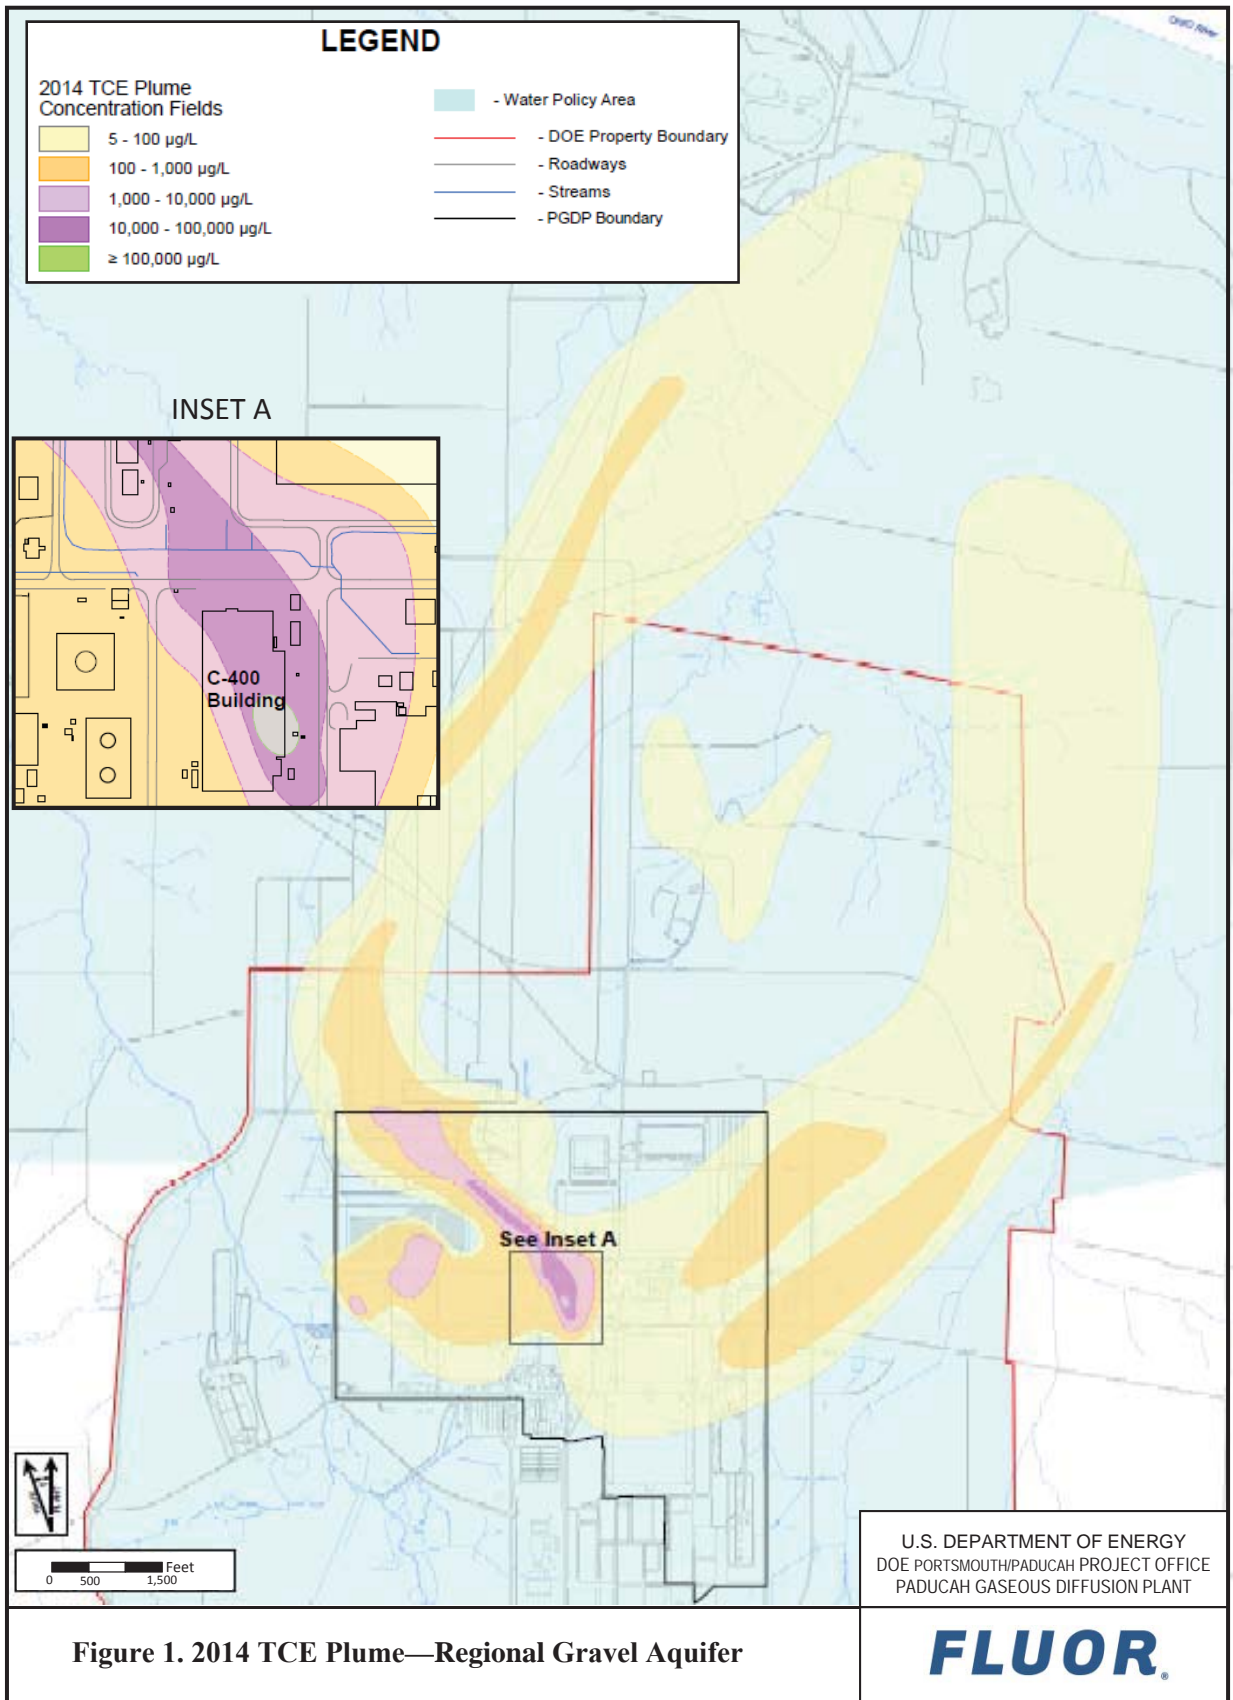 LEGEND
2014 TCE Plume
Concentration Fields
5 - 100 µg/L
100 - 1,000 µg/L
1,000 - 10,000 µg/L
10,000 - 100,000 µg/L
≥ 100,000 µg/L
- Water Policy Area
- DOE Property Boundary
- Roadways
- Streams
- PGDP Boundary
Ohio River
INSET A
C-400
Building
See Inset A
Feet
0 500 1,500
U.S. DEPARTMENT OF ENERGY
DOE PORTSMOUTH/PADUCAH PROJECT OFFICE
PADUCAH GASEOUS DIFFUSION PLANT
Figure 1. 2014 TCE Plume—Regional Gravel Aquifer
FLUOR®